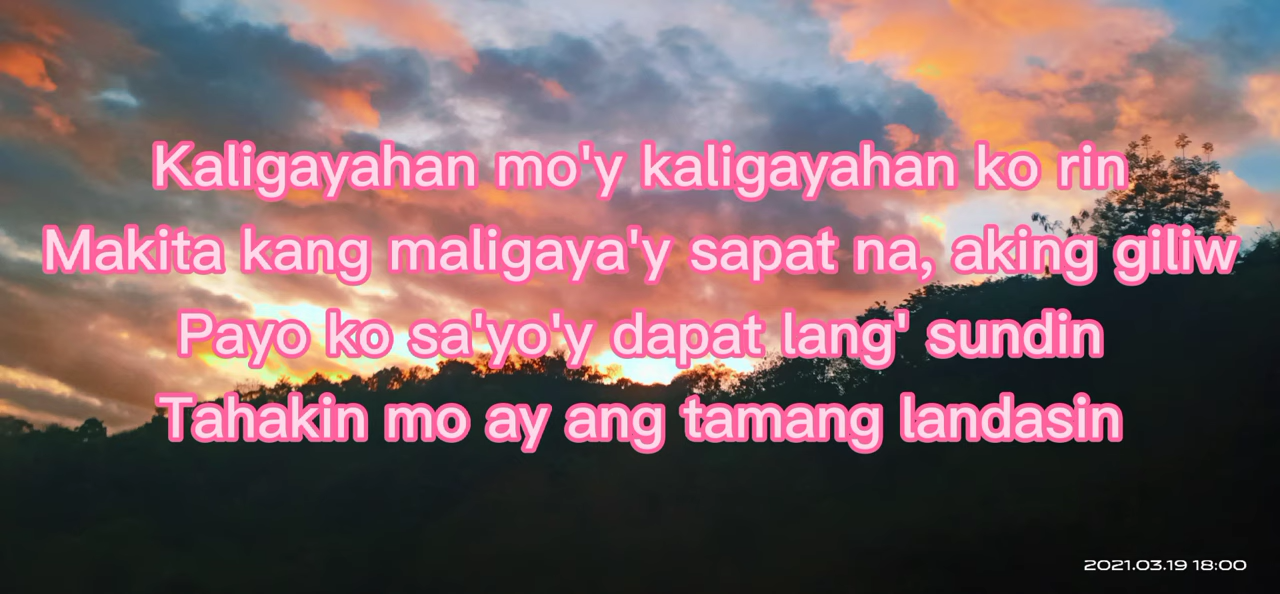 Kaligayahan mo'y kaligayahan ko rin
Makita kang maligaya'y sapat na, aking giliw
Payo ko sa'yo'y dapat lang' sundin
Tahakin mo ay ang tamang landasin
2021.03.19 18:00